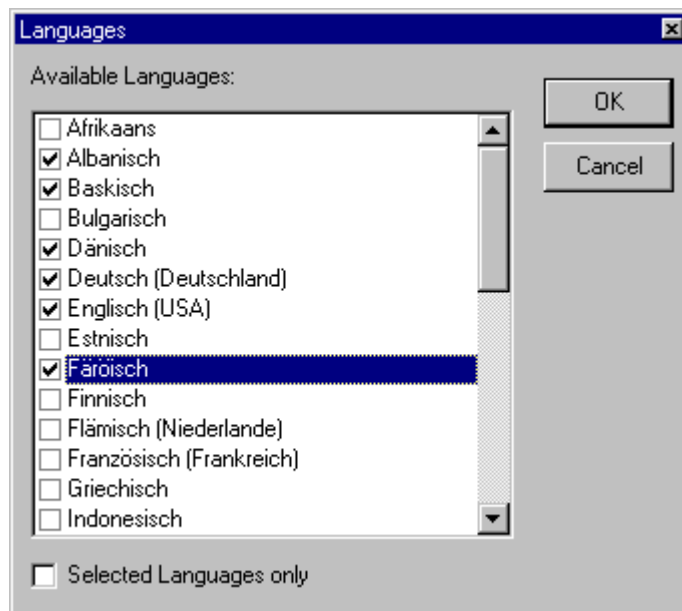 Languages
Available Languages:
OK
Cancel
Afrikaans
Albanisch
Baskisch
Bulgarisch
Dänisch
Deutsch (Deutschland)
Englisch (USA)
Estnisch
Färöisch
Finnisch
Flämisch (Niederlande)
Französisch (Frankreich)
Griechisch
Indonesisch
Selected Languages only